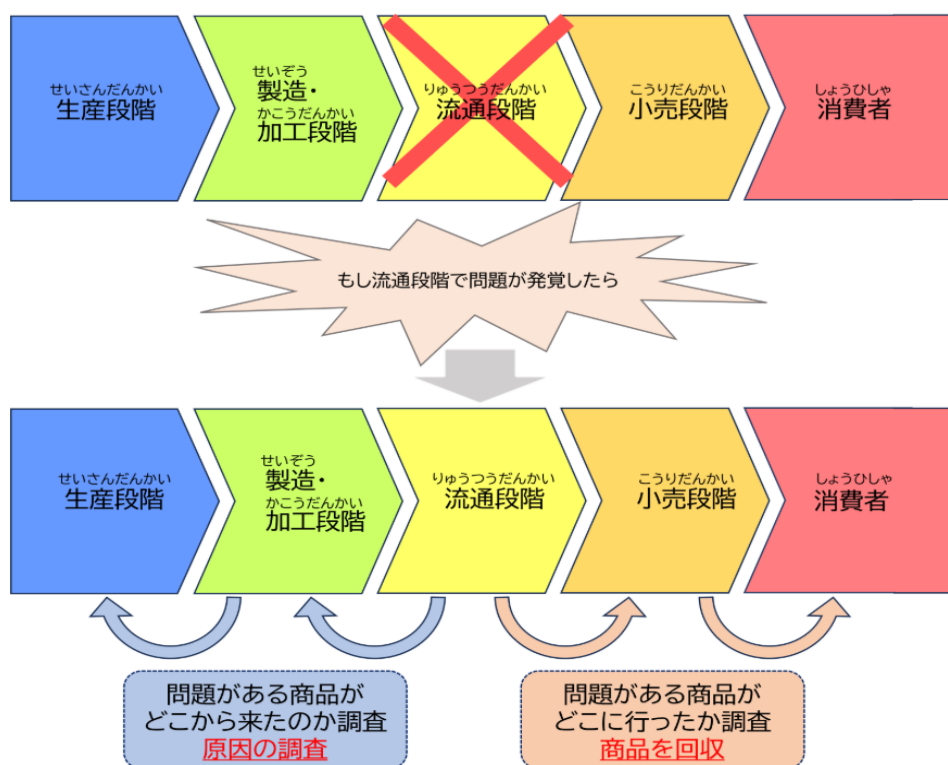 せいさんだんかい
生産段階
せいぞう
製造・
かこうだんかい
加工段階
りゅうつうだんかい
流通段階
こうりだんかい
小売段階
しょうひしゃ
消費者
もし流通段階で問題が発覚したら
せいさんだんかい
生産段階
せいぞう
製造・
かこうだんかい
加工段階
りゅうつうだんかい
流通段階
こうりだんかい
小売段階
しょうひしゃ
消費者
問題がある商品が
どこから来たのか調査
原因の調査
問題がある商品が
どこに行ったか調査
商品を回収